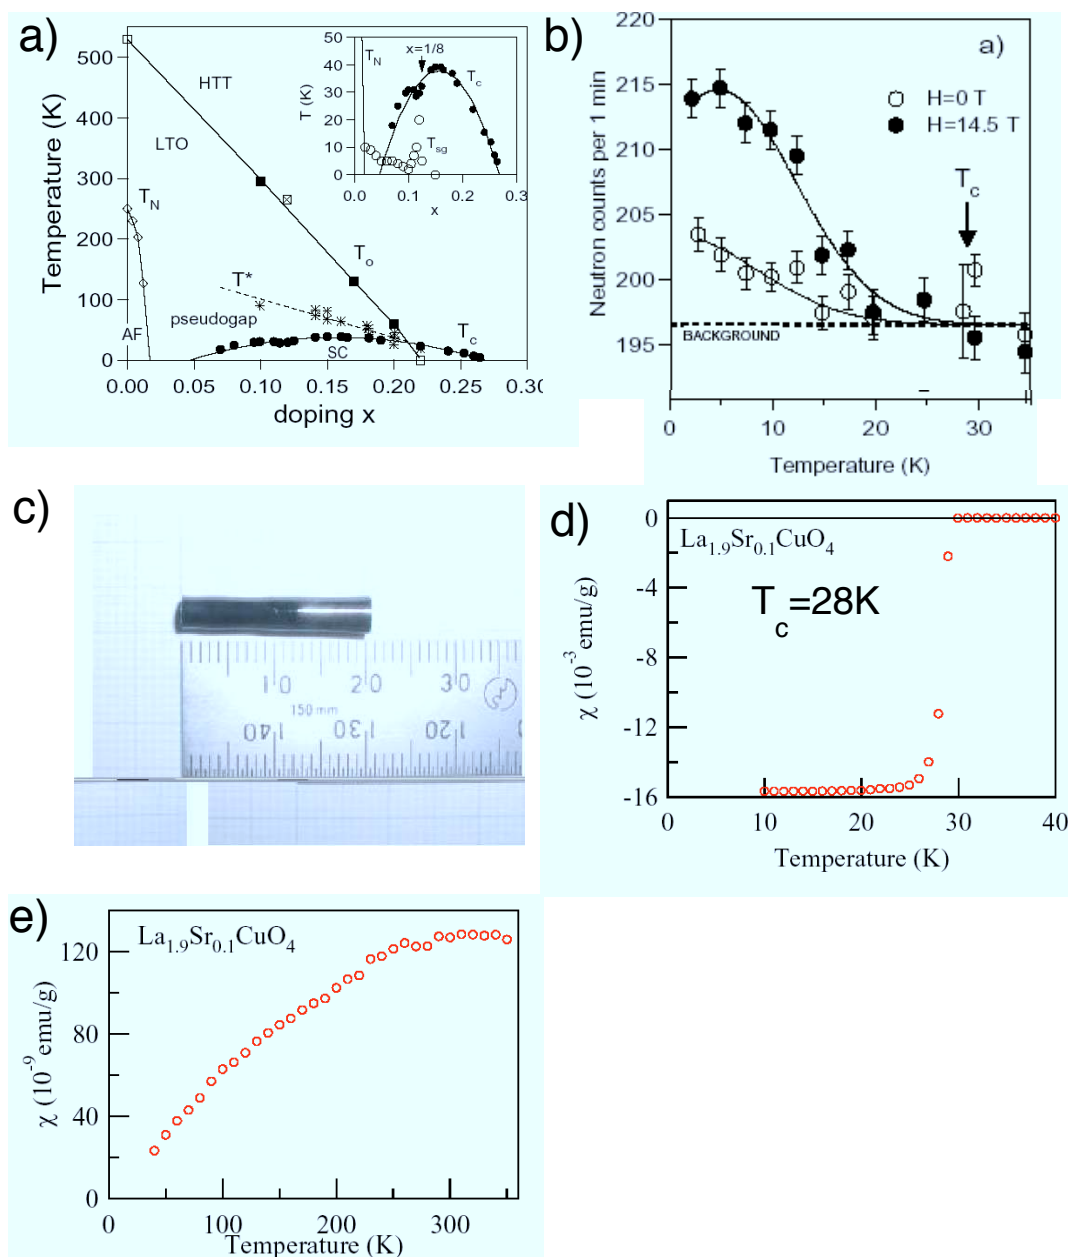 a)
500
400
300
200
100
0
Temperature (K)
HTT
LTO
T_N
T_o
T*
pseudogap
AF
SC
T_c
0.00
0.05
0.10
0.15
0.20
0.25
0.30
doping x
50
40
30
20
10
0
T (K)
T_N
x=1/8
T_c
T_sg
0.0
0.1
0.2
0.3
x
b)
a)
220
215
210
205
200
195
Neutron counts per 1 min
H=0 T
H=14.5 T
T_c
BACKGROUND
0
10
20
30
Temperature (K)
c)
10
20
30
150 mm
140
130
120
d)
0
-4
-8
-12
-16
χ (10^-3 emu/g)
La1.9Sr0.1CuO4
T_c=28K
0
10
20
30
40
Temperature (K)
e)
La1.9Sr0.1CuO4
120
80
40
0
χ (10^-9 emu/g)
0
100
200
300
Temperature (K)